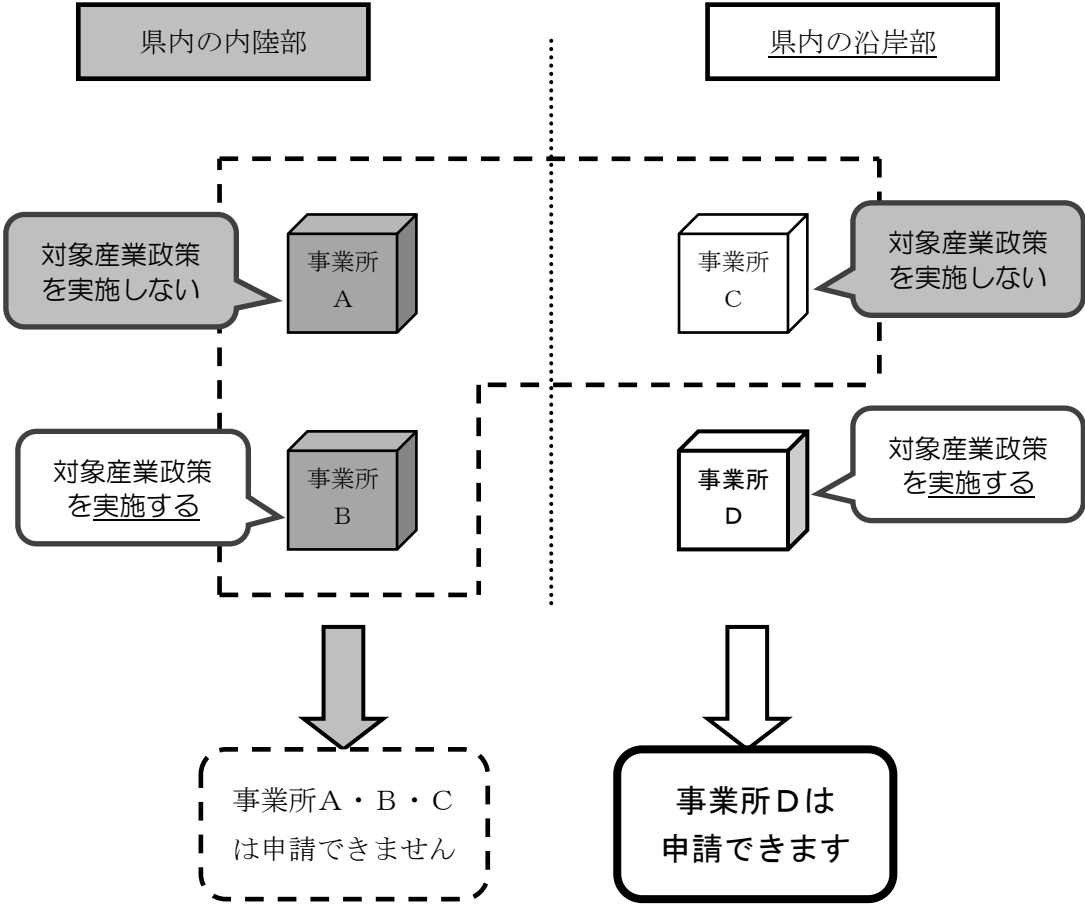 県内の内陸部
県内の沿岸部
対象産業政策
を実施しない
事業所
A
事業所
C
対象産業政策
を実施しない
対象産業政策
を実施する
事業所
B
事業所
D
対象産業政策
を実施する
事業所A・B・C
は申請できません
事業所Dは
申請できます